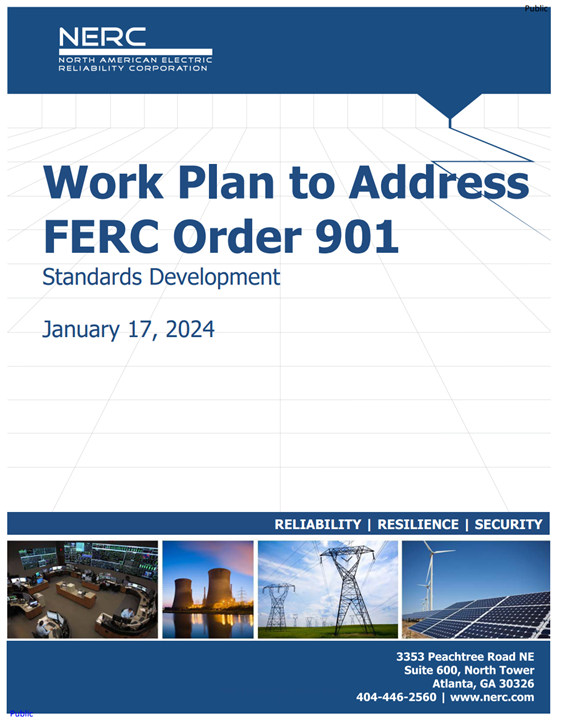 Public
NERC
NORTH AMERICAN ELECTRIC
RELIABILITY CORPORATION
Work Plan to Address
FERC Order 901
Standards Development
January 17, 2024
RELIABILITY | RESILIENCE | SECURITY
3353 Peachtree Road NE
Suite 600, North Tower
Atlanta, GA 30326
404-446-2560 | www.nerc.com
Public